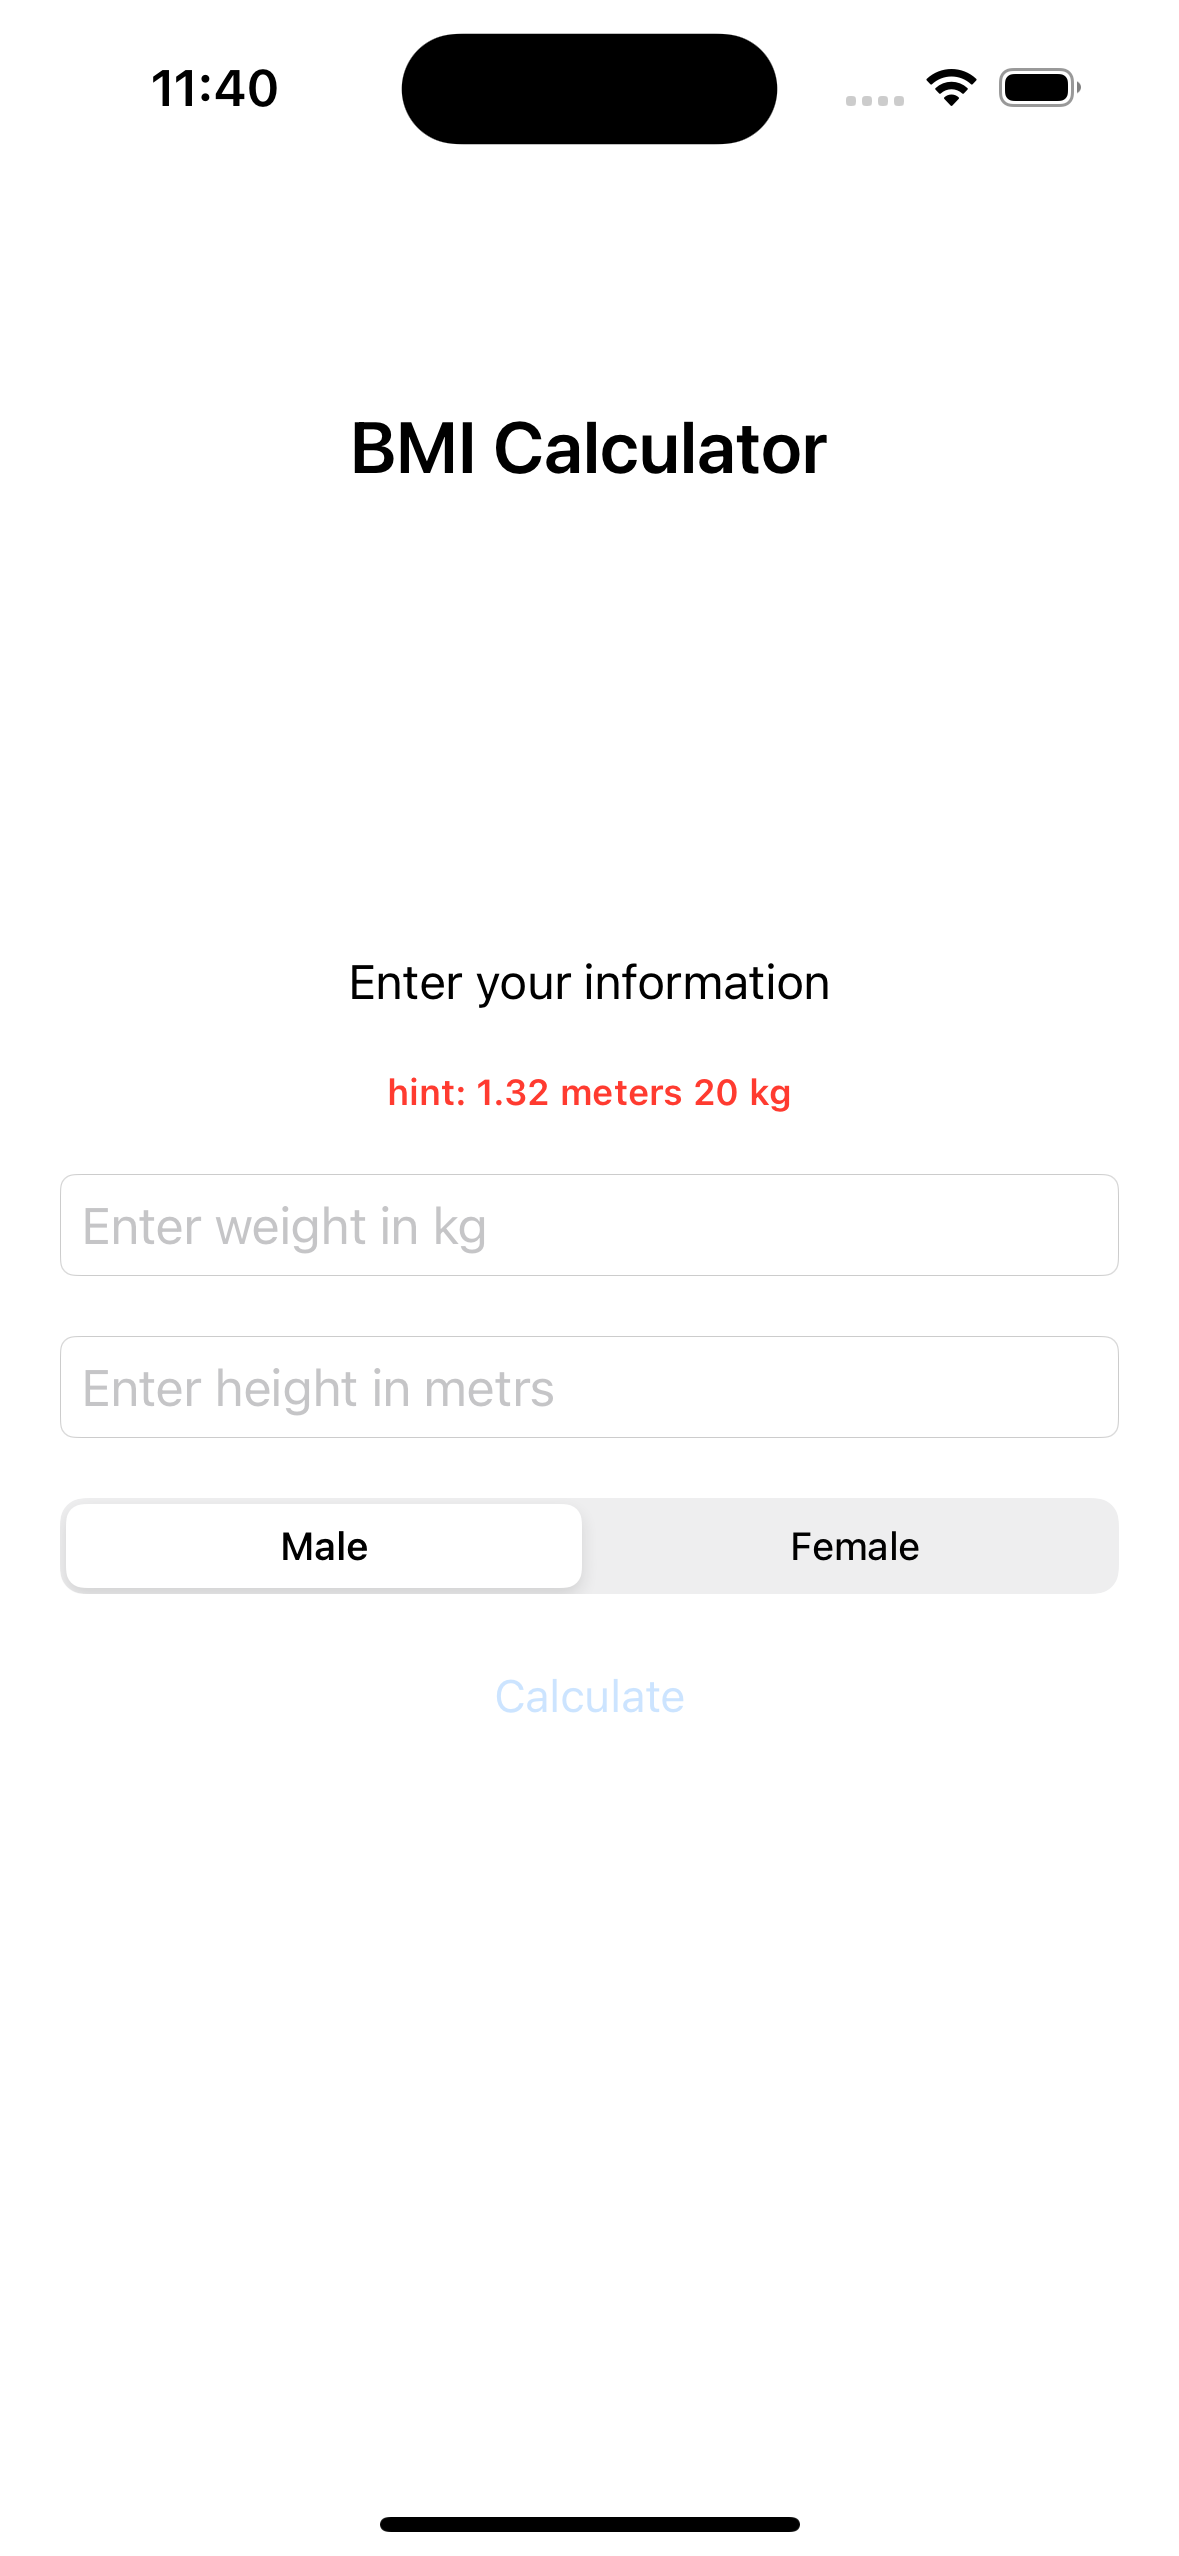 11:40
BMI Calculator
Enter your information
hint: 1.32 meters 20 kg
Enter weight in kg
Enter height in metrs
Male
Female
Calculate